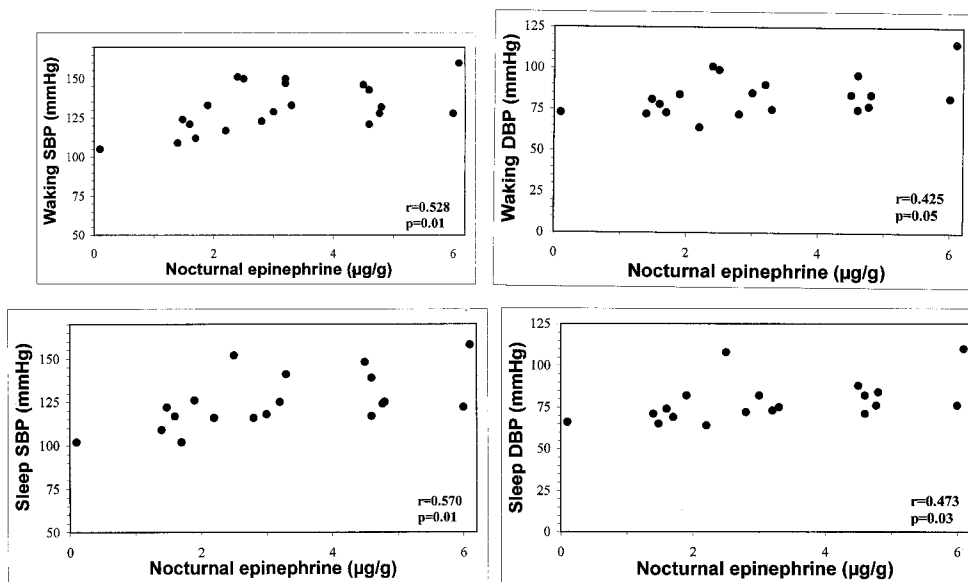 Waking SBP (mmHg)
150
125
100
75
50
0
2
4
6
r=0.528
p=0.01
Nocturnal epinephrine (µg/g)
Waking DBP (mmHg)
125
100
75
50
25
0
0
2
4
6
r=0.425
p=0.05
Nocturnal epinephrine (µg/g)
Sleep SBP (mmHg)
150
125
100
75
50
0
2
4
6
r=0.570
p=0.01
Nocturnal epinephrine (µg/g)
Sleep DBP (mmHg)
125
100
75
50
25
0
0
2
4
6
r=0.473
p=0.03
Nocturnal epinephrine (µg/g)